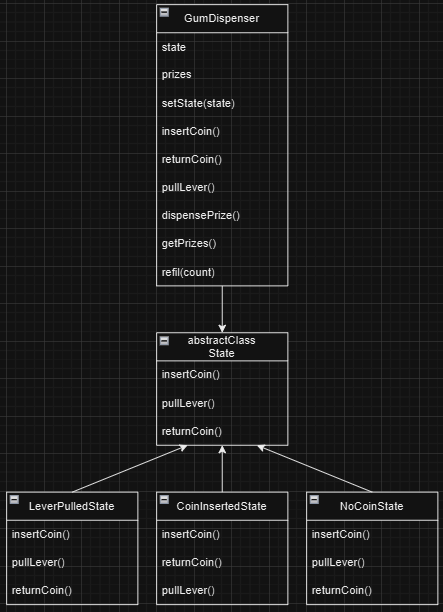 GumDispenser
state
prizes
setState(state)
insertCoin()
returnCoin()
pullLever()
dispensePrize()
getPrizes()
refil(count)
abstractClass
State
insertCoin()
pullLever()
returnCoin()
LeverPulledState
insertCoin()
pullLever()
returnCoin()
CoinInsertedState
insertCoin()
returnCoin()
pullLever()
NoCoinState
insertCoin()
pullLever()
returnCoin()